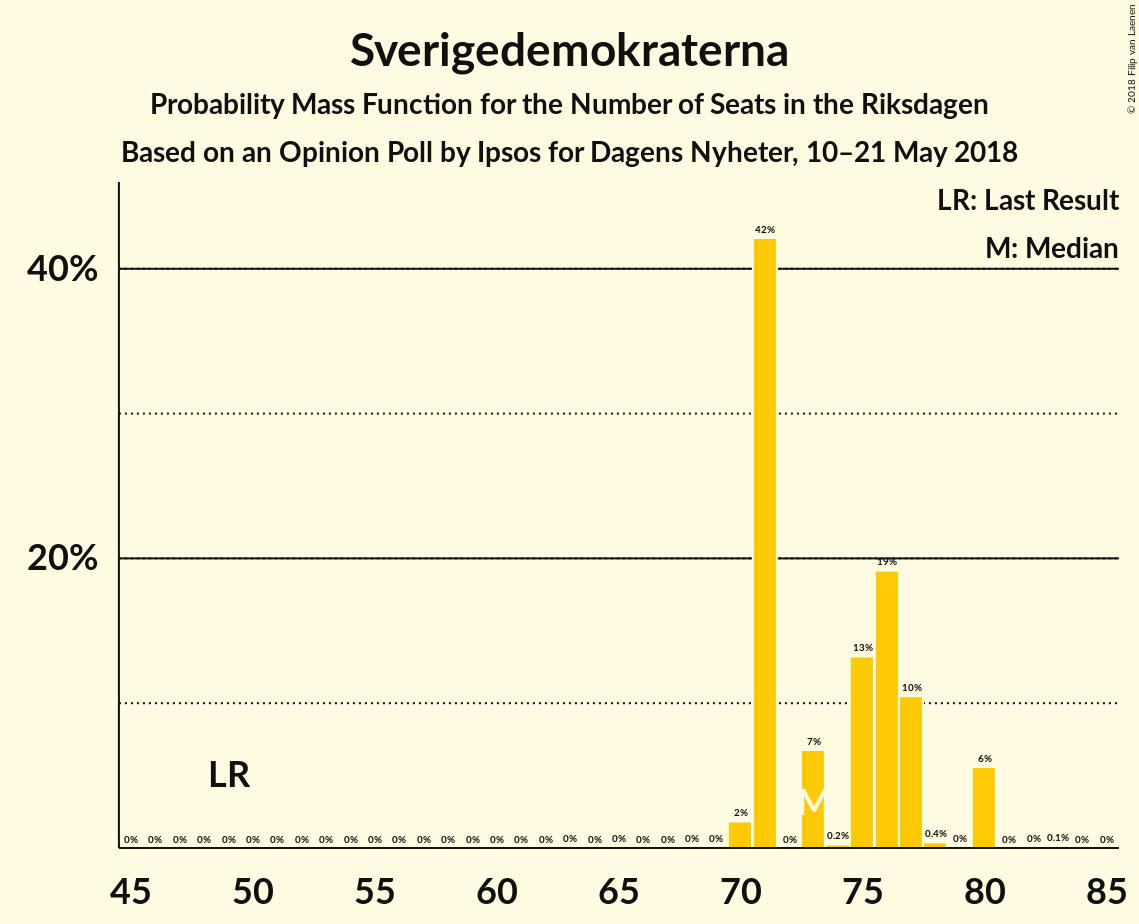 © 2018 Filip van Laenen
Sverigedemokraterna
Probability Mass Function for the Number of Seats in the Riksdagen
Based on an Opinion Poll by Ipsos for Dagens Nyheter, 10–21 May 2018
LR: Last Result
M: Median
40%
20%
LR
M
0% 0% 0% 0% 0% 0% 0% 0% 0% 0% 0% 0% 0% 0% 0% 0% 0% 0% 0% 0% 0% 0% 0% 0% 0% 2% 42% 0% 7% 0.2% 13% 19% 10% 0.4% 0% 6% 0% 0% 0.1% 0% 0%
45 50 55 60 65 70 75 80 85